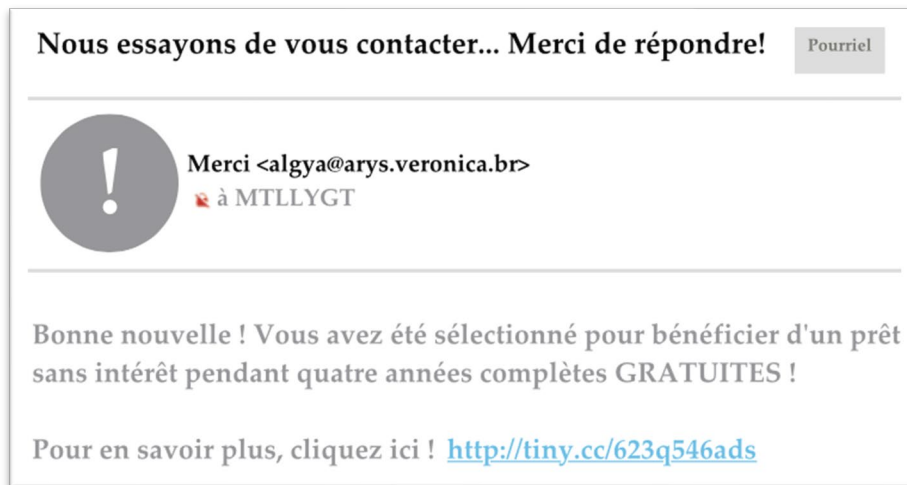 Nous essayons de vous contacter... Merci de répondre!
Pourriel
!
Merci <algya@arys.veronica.br>
à MTLLYGT
Bonne nouvelle ! Vous avez été sélectionné pour bénéficier d'un prêt
sans intérêt pendant quatre années complètes GRATUITES !
Pour en savoir plus, cliquez ici ! http://tiny.cc/623q546ads